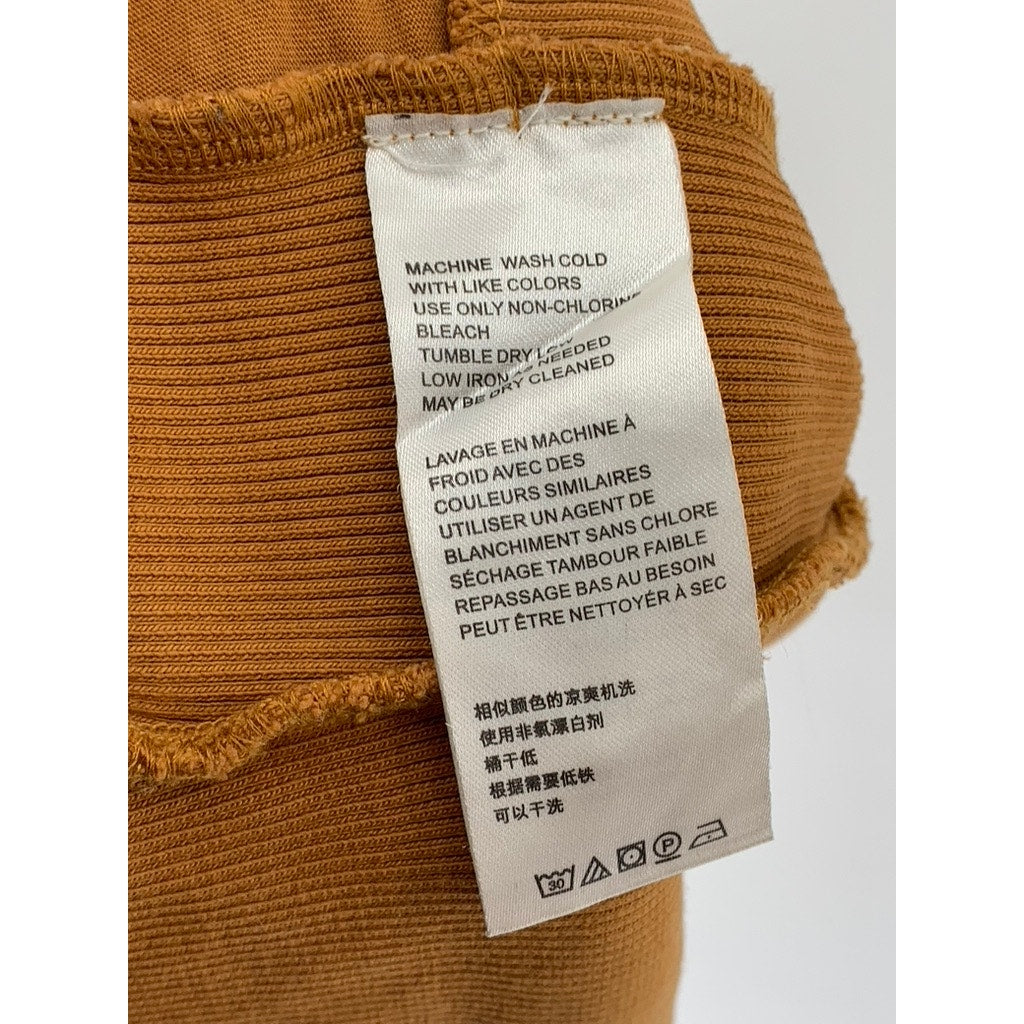 MACHINE WASH COLD
WITH LIKE COLORS
USE ONLY NON-CHLORINE
BLEACH
TUMBLE DRY LOW
LOW IRON AS NEEDED
MAY BE DRY CLEANED
LAVAGE EN MACHINE À
FROID AVEC DES
COULEURS SIMILAIRES
UTILISER UN AGENT DE
BLANCHIMENT SANS CHLORE
SÉCHAGE TAMBOUR FAIBLE
REPASSAGE BAS AU BESOIN
PEUT ÊTRE NETTOYÉR À SEC
相似颜色的凉爽机洗
使用非氯漂白剂
桶干低
根据需要低铁
可以干洗
30 P